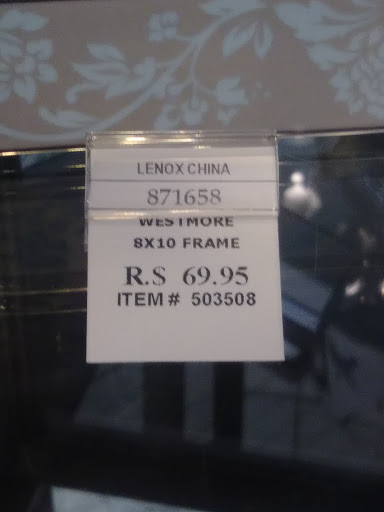 LENOX CHINA
871658
WESTMORE
8X10 FRAME
R.$ 69.95
ITEM # 503508